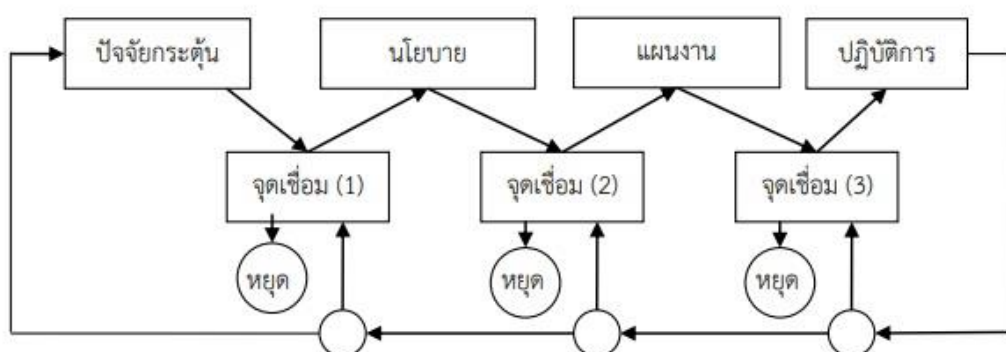 ปัจจัยกระตุ้น
นโยบาย
แผนงาน
ปฏิบัติการ
จุดเชื่อม (1)
จุดเชื่อม (2)
จุดเชื่อม (3)
หยุด
หยุด
หยุด